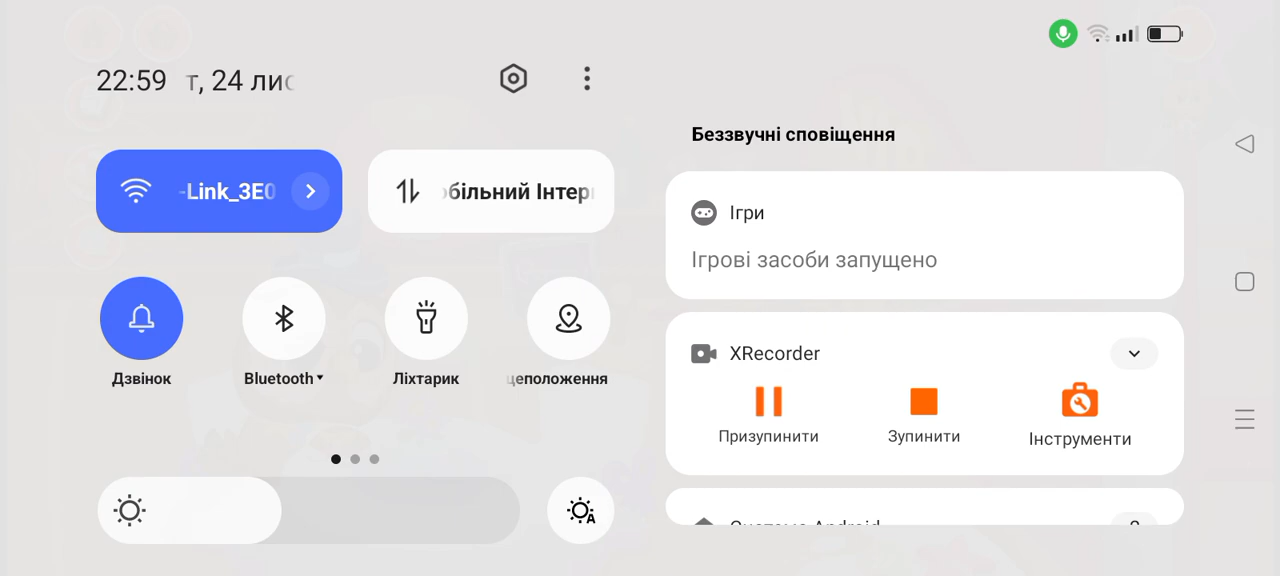 22:59 т, 24 лис
-Link_3E0
більний Інтер
Дзвінок
Bluetooth
Ліхтарик
цеположення
Беззвучні сповіщення
Ігри
Ігрові засоби запущено
XRecorder
Призупинити
Зупинити
Інструменти